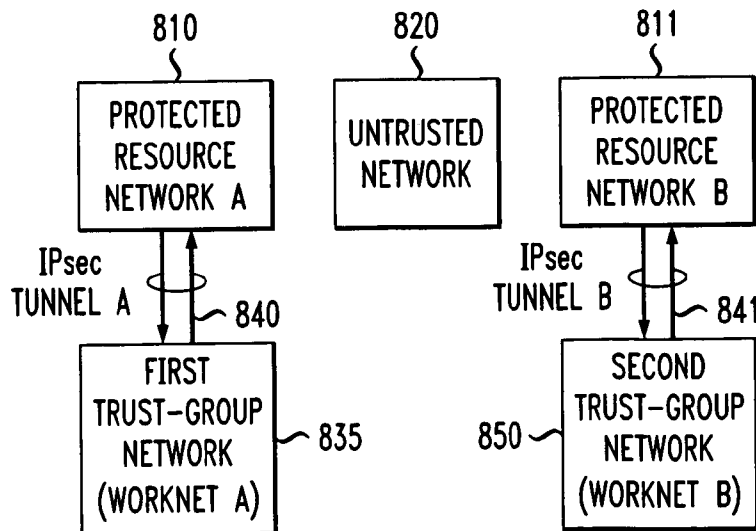 810
820
811
PROTECTED
RESOURCE
NETWORK A
UNTRUSTED
NETWORK
PROTECTED
RESOURCE
NETWORK B
IPsec
TUNNEL A
840
IPsec
TUNNEL B
841
FIRST
TRUST-GROUP
NETWORK
(WORKNET A)
835
850
SECOND
TRUST-GROUP
NETWORK
(WORKNET B)